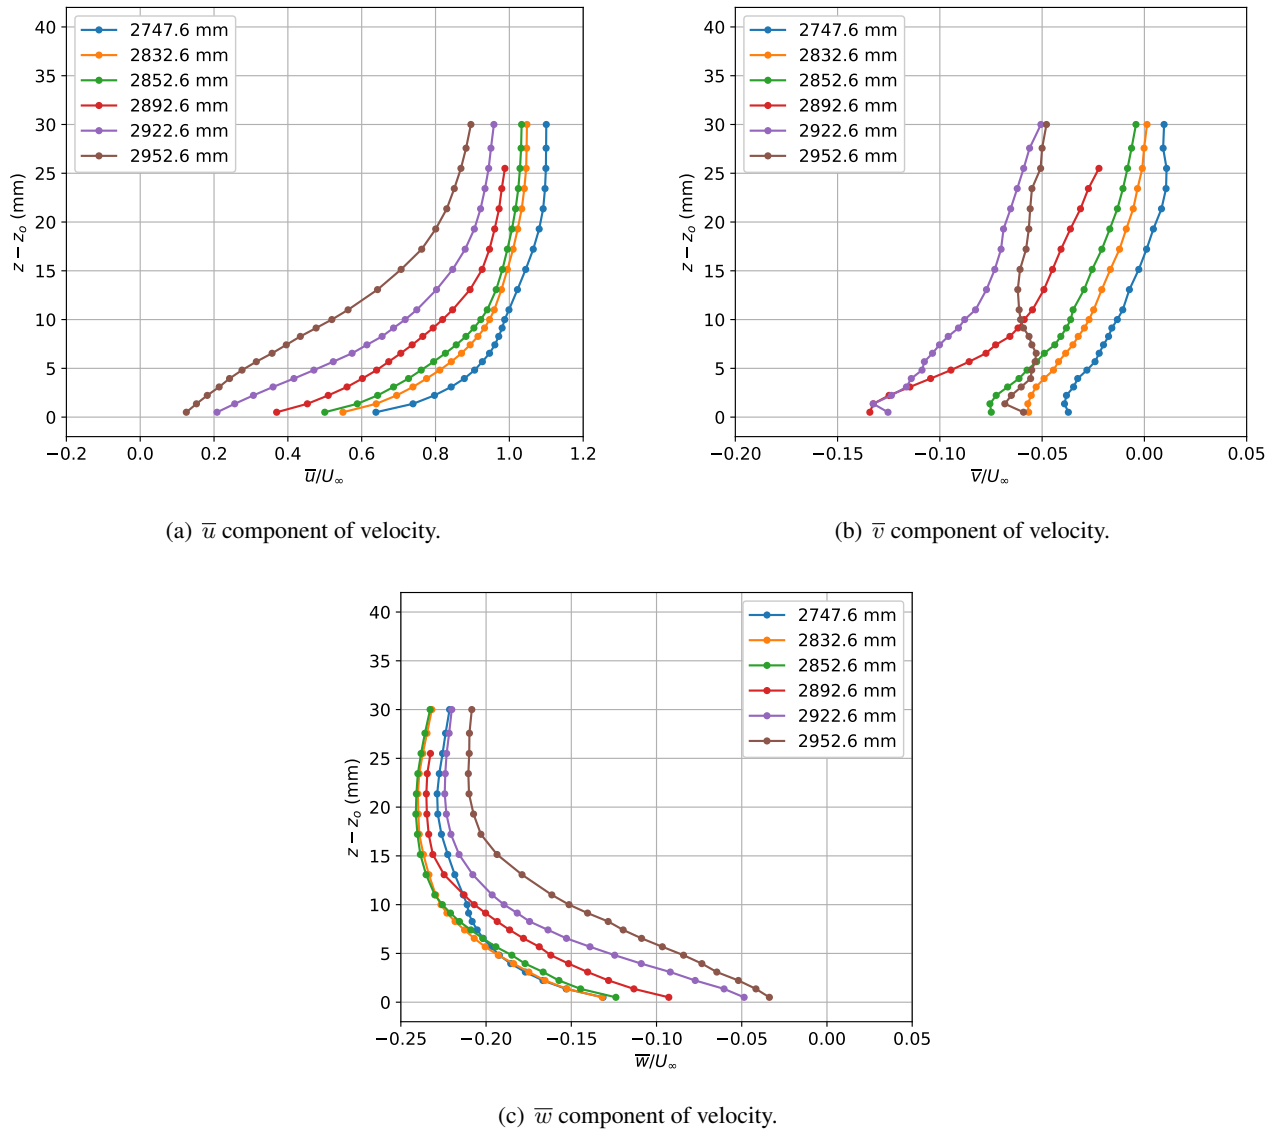 2747.6 mm
2832.6 mm
2852.6 mm
2892.6 mm
2922.6 mm
2952.6 mm
40
35
30
25
20
15
10
5
0
z − z₀ (mm)
−0.2 0.0 0.2 0.4 0.6 0.8 1.0 1.2
u̅/U∞
(a) u̅ component of velocity.
2747.6 mm
2832.6 mm
2852.6 mm
2892.6 mm
2922.6 mm
2952.6 mm
40
35
30
25
20
15
10
5
0
z − z₀ (mm)
−0.20 −0.15 −0.10 −0.05 0.00 0.05
v̅/U∞
(b) v̅ component of velocity.
2747.6 mm
2832.6 mm
2852.6 mm
2892.6 mm
2922.6 mm
2952.6 mm
40
35
30
25
20
15
10
5
0
z − z₀ (mm)
−0.25 −0.20 −0.15 −0.10 −0.05 0.00 0.05
w̅/U∞
(c) w̅ component of velocity.